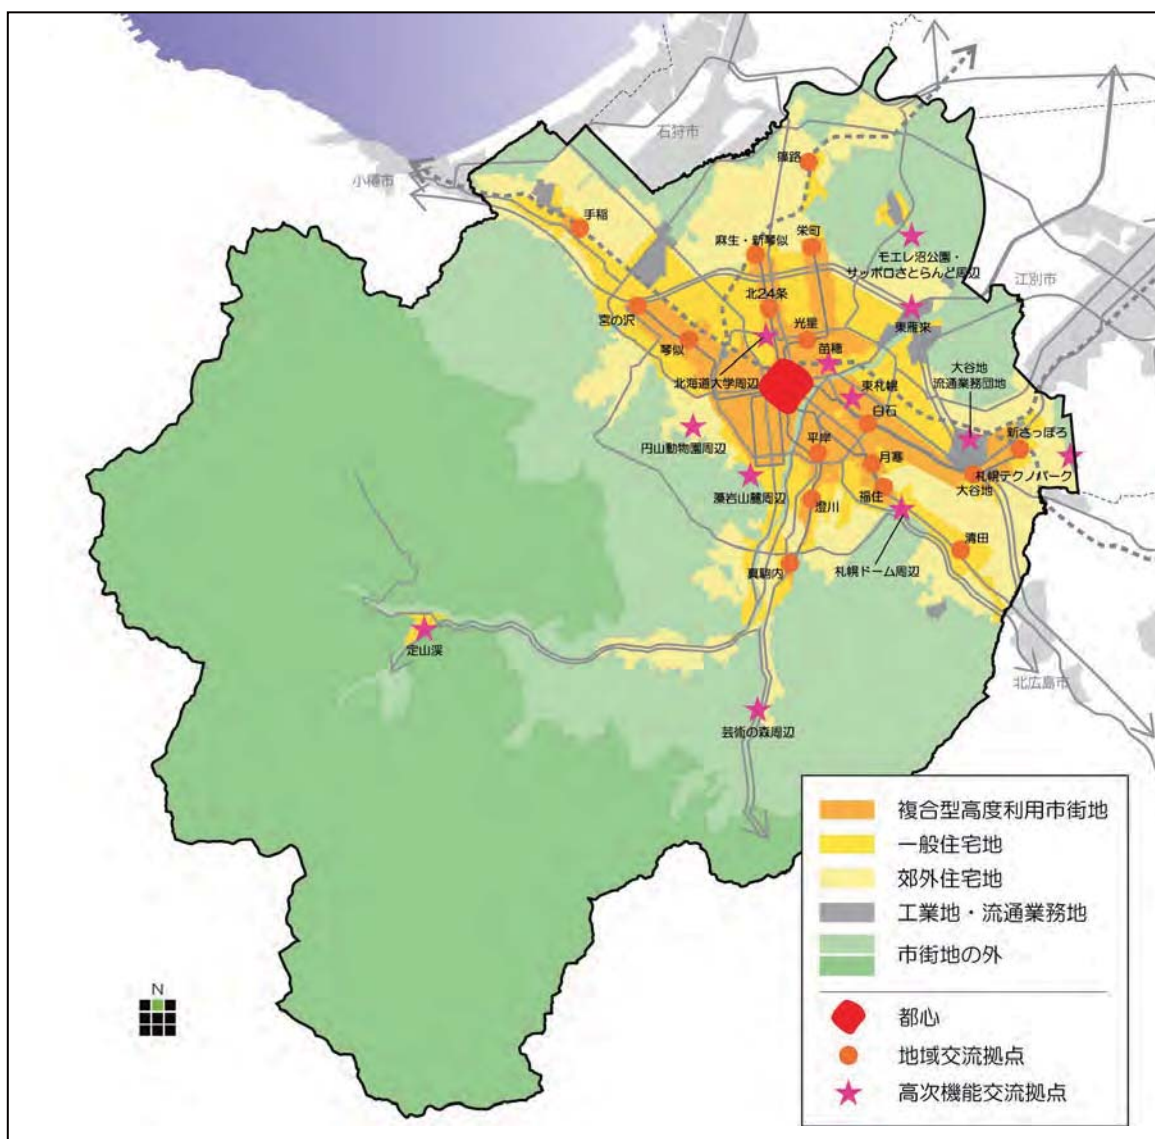 石狩市
小樽市
篠路
手稲
麻生・新琴似
栄町
モエレ沼公園・
サッポロさとらんど周辺
江別市
北24条
宮の沢
光星
東雁来
琴似
苗穂
北海道大学周辺
東札幌
大谷地
流通業務団地
白石
円山動物園周辺
平岸
新さっぽろ
月寒
札幌テクノパーク
藻岩山麓周辺
福住
大谷地
澄川
清田
真駒内
札幌ドーム周辺
定山渓
北広島市
芸術の森周辺
複合型高度利用市街地
一般住宅地
郊外住宅地
工業地・流通業務地
市街地の外
都心
地域交流拠点
高次機能交流拠点
N